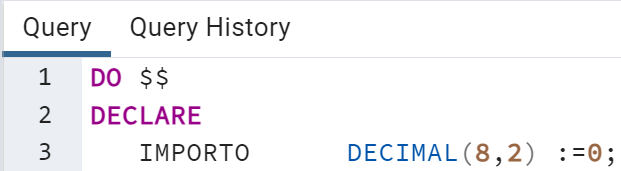 Query Query History
1 DO $$
2 DECLARE
3 IMPORTO DECIMAL(8,2) :=0;